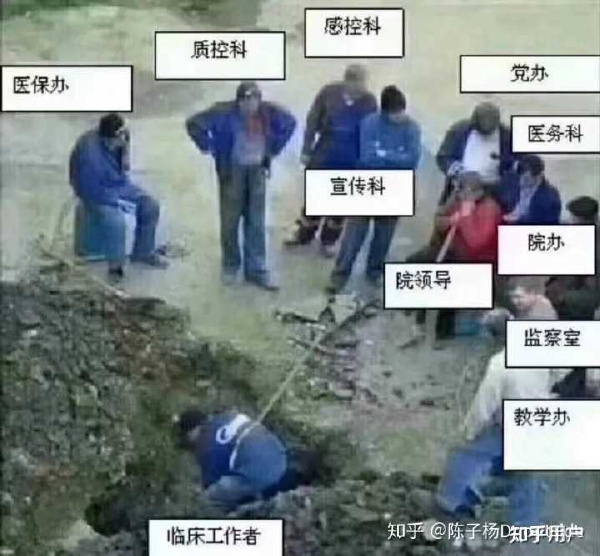 感控科
质控科
党办
医保办
医务科
宣传科
院办
院领导
监察室
教学办
临床工作者
知乎 @陈子杨
知乎用户